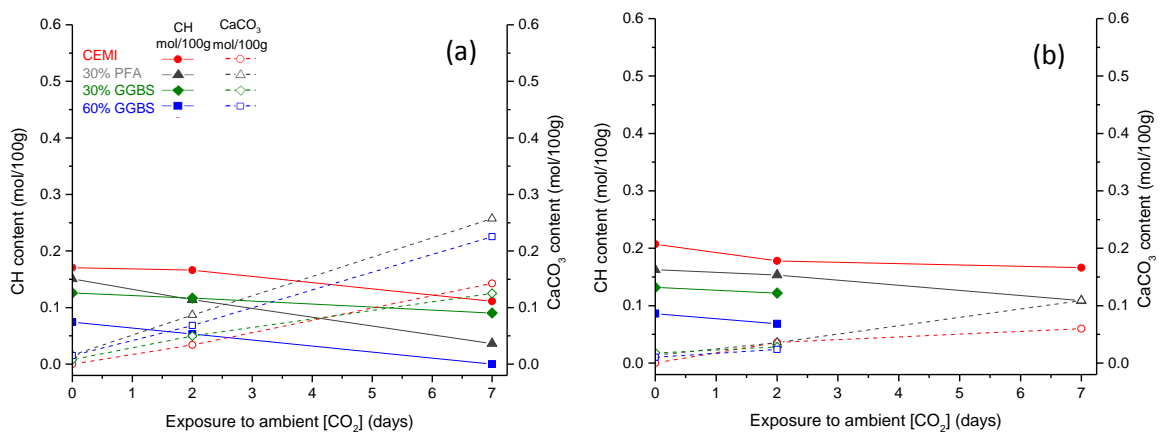 CH CaCO3
mol/100g mol/100g
CEMI
30% PFA
30% GGBS
60% GGBS
(a)
0.6
0.5
0.4
0.3
0.2
0.1
0.0
CH content (mol/100g)
0.6
0.5
0.4
0.3
0.2
0.1
0.0
CaCO3 content (mol/100g)
0 1 2 3 4 5 6 7
Exposure to ambient [CO2] (days)
(b)
0.6
0.5
0.4
0.3
0.2
0.1
0.0
CH content (mol/100g)
0.6
0.5
0.4
0.3
0.2
0.1
0.0
CaCO3 content (mol/100g)
0 1 2 3 4 5 6 7
Exposure to ambient [CO2] (days)